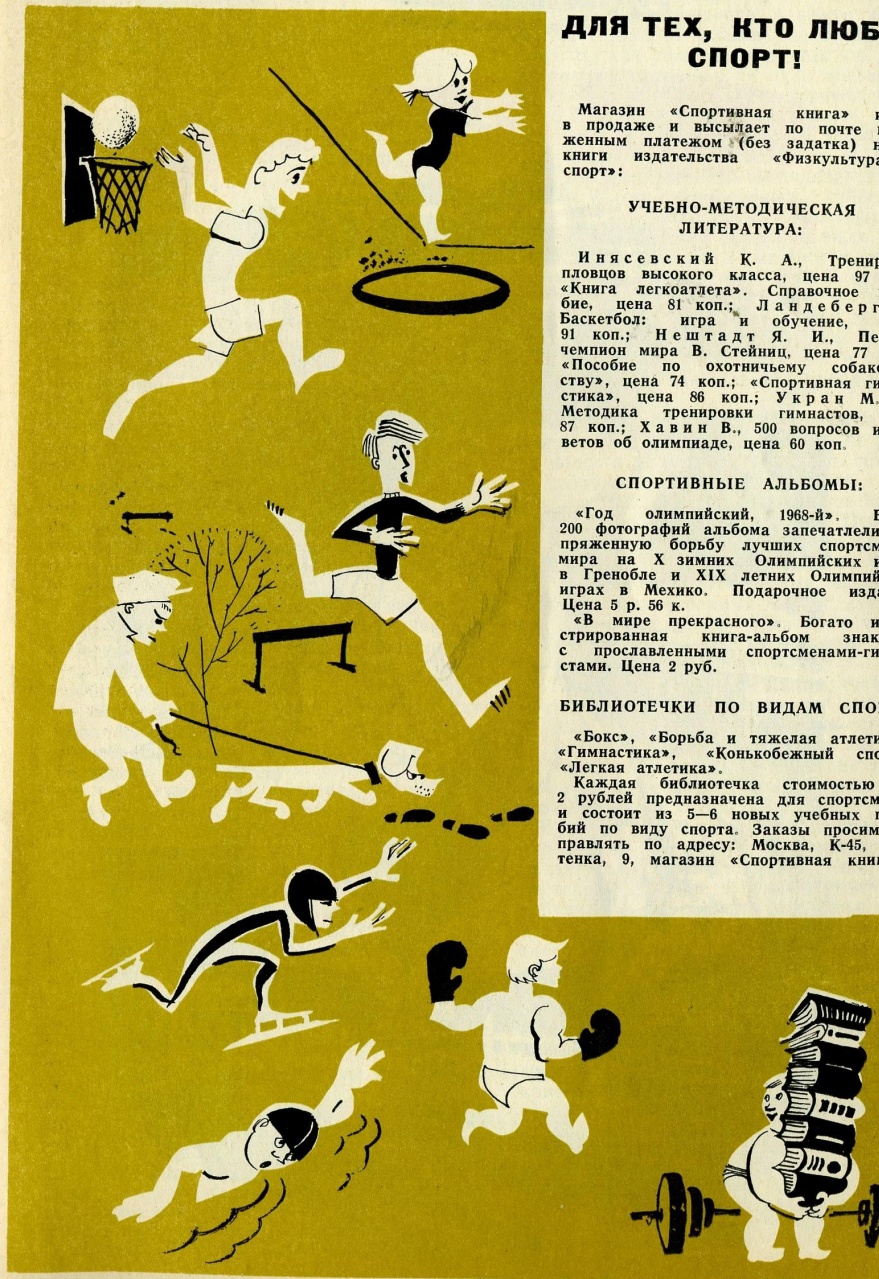 ДЛЯ ТЕХ, КТО ЛЮБ
СПОРТ!
Магазин «Спортивная книга»
в продаже и высылает по почте
женным платежом (без задатка) н
книги издательства «Физкультура
спорт»:
УЧЕБНО-МЕТОДИЧЕСКАЯ
ЛИТЕРАТУРА:
Инясевский К. А., Тренир
пловцов высокого класса, цена 97
«Книга легкоатлета». Справочное
бие, цена 81 коп.; Ландеберг
Баскетбол: игра и обучение,
91 коп.; Нештадт Я. И., Пе
чемпион мира В. Стейниц, цена 77
«Пособие по охотничьему собако
ству», цена 74 коп.; «Спортивная ги
стика», цена 86 коп.; Укран М.
Методика тренировки гимнастов,
87 коп.; Хавин В., 500 вопросов и
ветов об олимпиаде, цена 60 коп.
СПОРТИВНЫЕ АЛЬБОМЫ:
«Год олимпийский, 1968-й». Б
200 фотографий альбома запечатлели
пряженную борьбу лучших спортсм
мира на X зимних Олимпийских и
в Гренобле и XIX летних Олимпий
играх в Мехико. Подарочное изда
Цена 5 р. 56 к.
«В мире прекрасного». Богато и
стрированная книга-альбом знак
с прославленными спортсменами-ги
стами. Цена 2 руб.
БИБЛИОТЕЧКИ ПО ВИДАМ СПО
«Бокс», «Борьба и тяжелая атлети
«Гимнастика», «Конькобежный спо
«Легкая атлетика».
Каждая библиотечка стоимостью
2 рублей предназначена для спортсм
и состоит из 5—6 новых учебных п
бий по виду спорта. Заказы просим
правлять по адресу: Москва, К-45,
тенка, 9, магазин «Спортивная кни